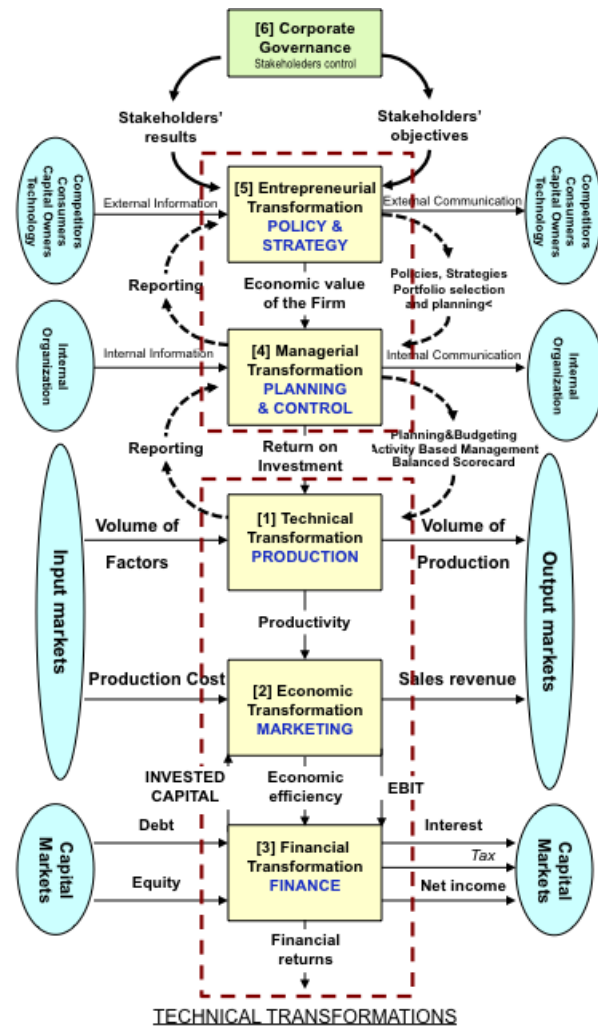 [6] Corporate
Governance
Stakeholeders control
Stakeholders'
results
Stakeholders'
objectives
Competitors
Consumers
Capital Owners
Technology
External Information
[5] Entrepreneurial
Transformation
POLICY &
STRATEGY
External Communication
Competitors
Consumers
Capital Owners
Technology
Reporting
Economic value
of the Firm
Policies, Strategies
Portfolio selection
and planning<
Internal
Organization
Internal Information
[4] Managerial
Transformation
PLANNING
& CONTROL
Internal Communication
Internal
Organization
Reporting
Return on
Investment
Planning&Budgeting
Activity Based Management
Balanced Scorecard
Input markets
Volume of
Factors
[1] Technical
Transformation
PRODUCTION
Volume of
Production
Output markets
Productivity
Production Cost
[2] Economic
Transformation
MARKETING
Sales revenue
INVESTED
CAPITAL
Economic
efficiency
EBIT
Capital
Markets
Debt
Equity
[3] Financial
Transformation
FINANCE
Interest
Tax
Net income
Capital
Markets
Financial
returns
TECHNICAL TRANSFORMATIONS